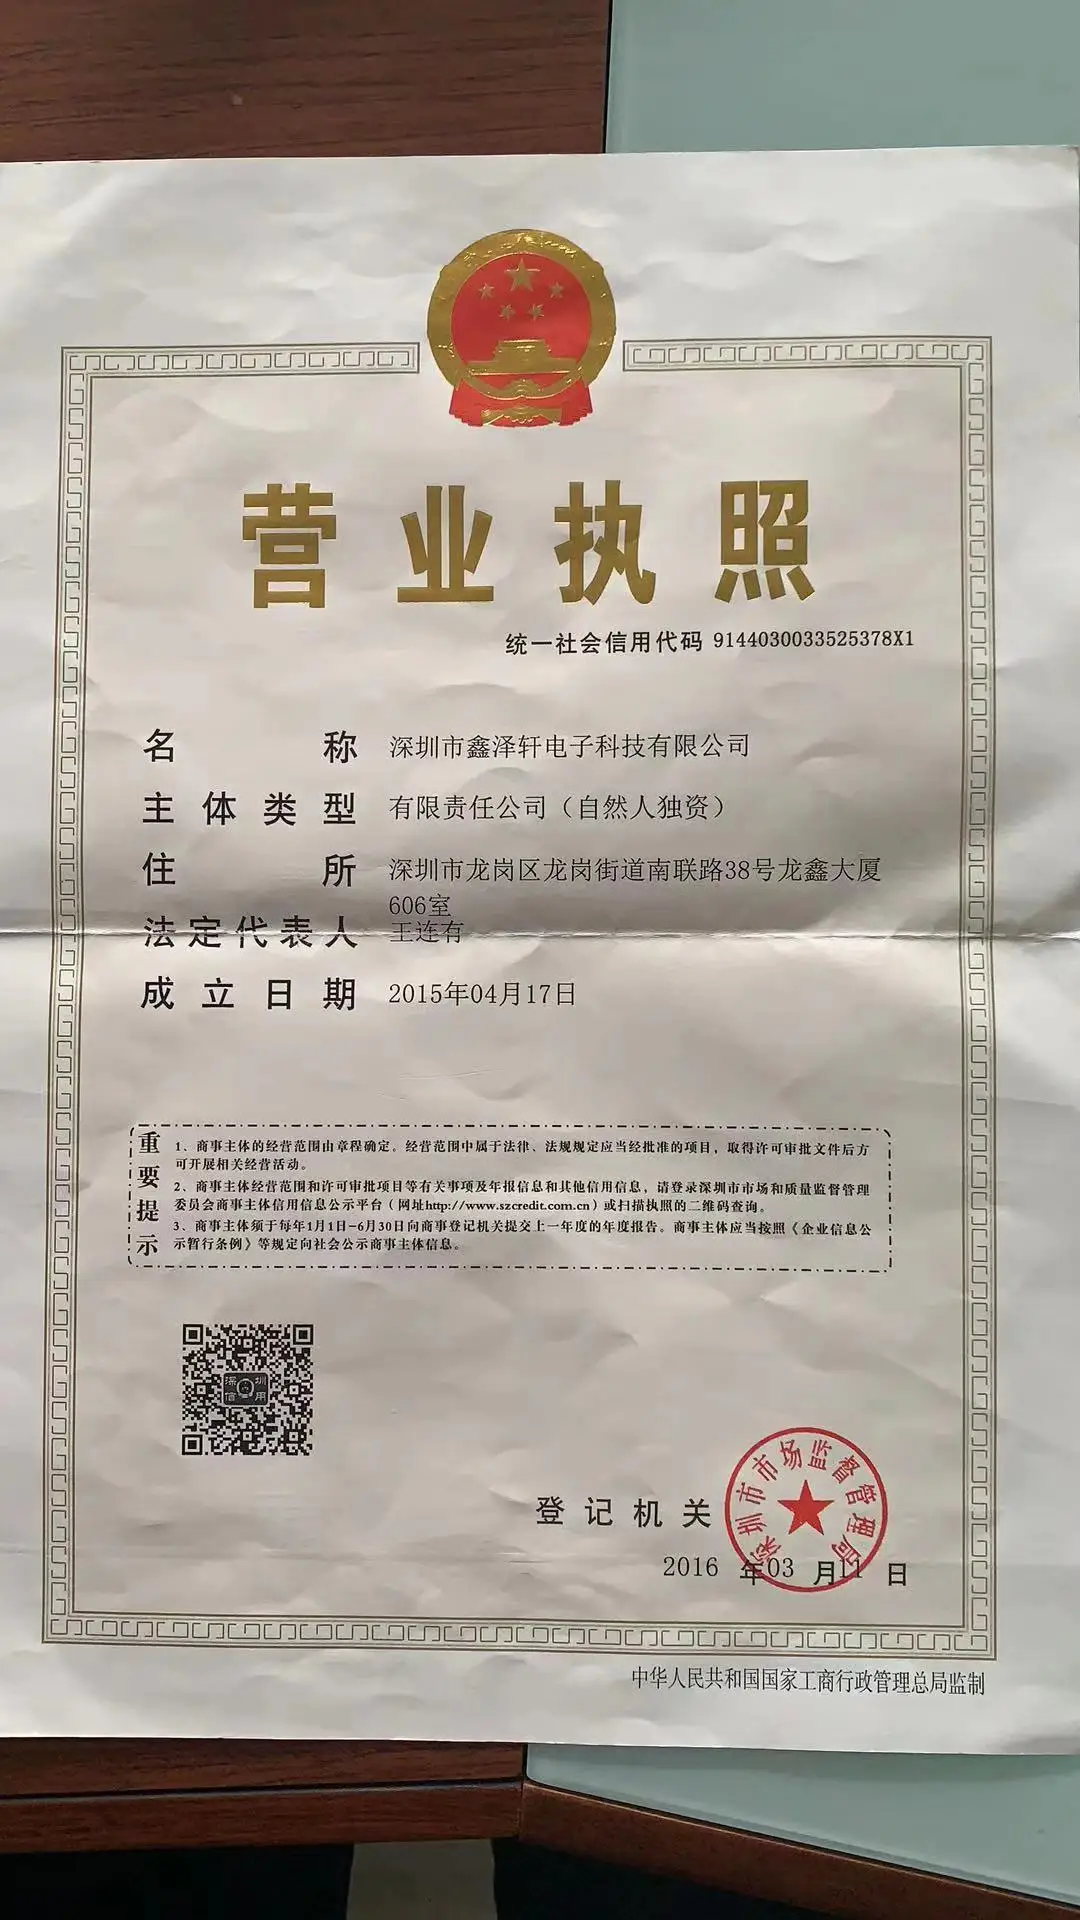 营业执照
统一社会信用代码 9144030033525378X1
名称 深圳市鑫泽轩电子科技有限公司
主体类型 有限责任公司（自然人独资）
住所 深圳市龙岗区龙岗街道南联路38号龙鑫大厦
606室
法定代表人 王连有
成立日期 2015年04月17日
重要提示
1、商事主体的经营范围由章程确定。经营范围中属于法律、法规规定应当经批准的项目，取得许可审批文件后方
可开展相关经营活动。
2、商事主体经营范围和许可审批项目等有关事项及年报信息和其他信用信息，请登录深圳市市场和质量监督管理
委员会商事主体信用信息公示平台（网址http://www.szcredit.com.cn）或扫描执照的二维码查询。
3、商事主体须于每年1月1日-6月30日向商事登记机关提交上一年度的年度报告。商事主体应当按照《企业信息公
示暂行条例》等规定向社会公示商事主体信息。
深圳
信用
深圳市市场监督管理局
登记机关
2016 年03 月11 日
中华人民共和国国家工商行政管理总局监制